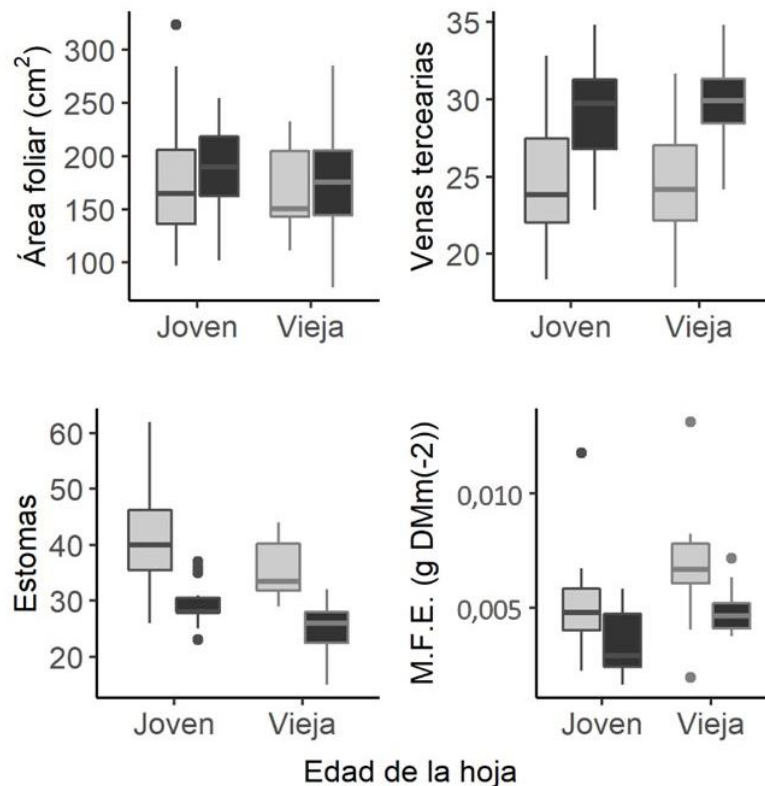 Área foliar (cm²)
300
250
200
150
100
Joven Vieja
Venas tercearias
35
30
25
20
Joven Vieja
Estomas
60
50
40
30
20
Joven Vieja
M.F.E. (g DMm(-2))
0,010
0,005
Joven Vieja
Edad de la hoja